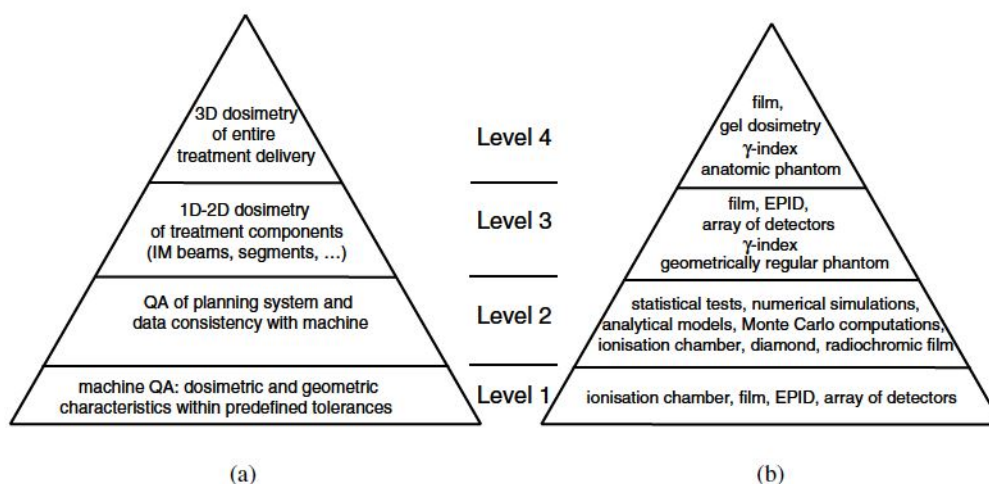 3D dosimetry
of entire
treatment delivery
1D-2D dosimetry
of treatment components
(IM beams, segments, …)
QA of planning system and
data consistency with machine
machine QA: dosimetric and geometric
characteristics within predefined tolerances
(a)
Level 4
Level 3
Level 2
Level 1
film,
gel dosimetry
γ-index
anatomic phantom
film, EPID,
array of detectors
γ-index
geometrically regular phantom
statistical tests, numerical simulations,
analytical models, Monte Carlo computations,
ionisation chamber, diamond, radiochromic film
ionisation chamber, film, EPID, array of detectors
(b)